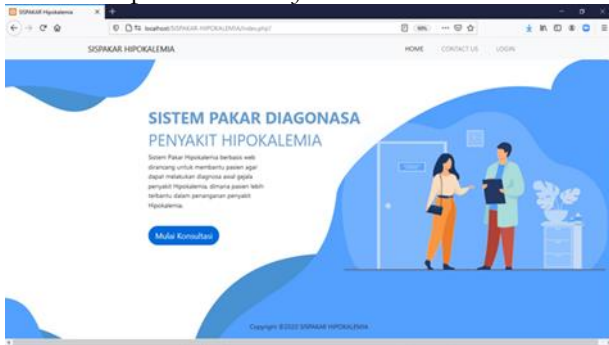 SISPAKAR Hipokalemia
localhost/SISPAKAR-HIPOKALEMIA/index.php
SISPAKAR HIPOKALEMIA
HOME
CONTACT US
LOGIN
SISTEM PAKAR DIAGONASA
PENYAKIT HIPOKALEMIA
Sistem Pakar Hipokalemia berbasis web
dirancang untuk membantu pasien agar
dapat melakukan diagnosa awal gejala
penyakit Hipokalemia, dimana pasien lebih
terbantu dalam penanganan penyakit
Hipokalemia.
Mulai Konsultasi
Copyright ©2020 SISPAKAR HIPOKALEMIA